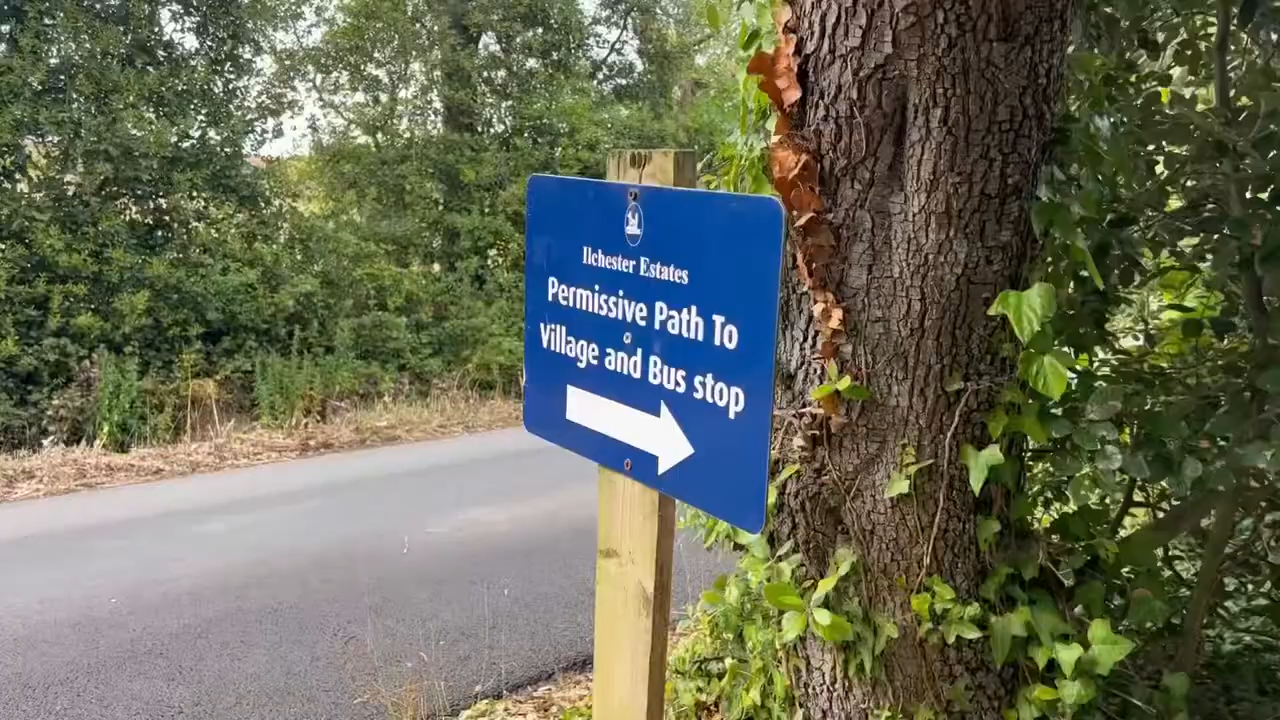 Ilchester Estates
Permissive Path To
Village and Bus stop